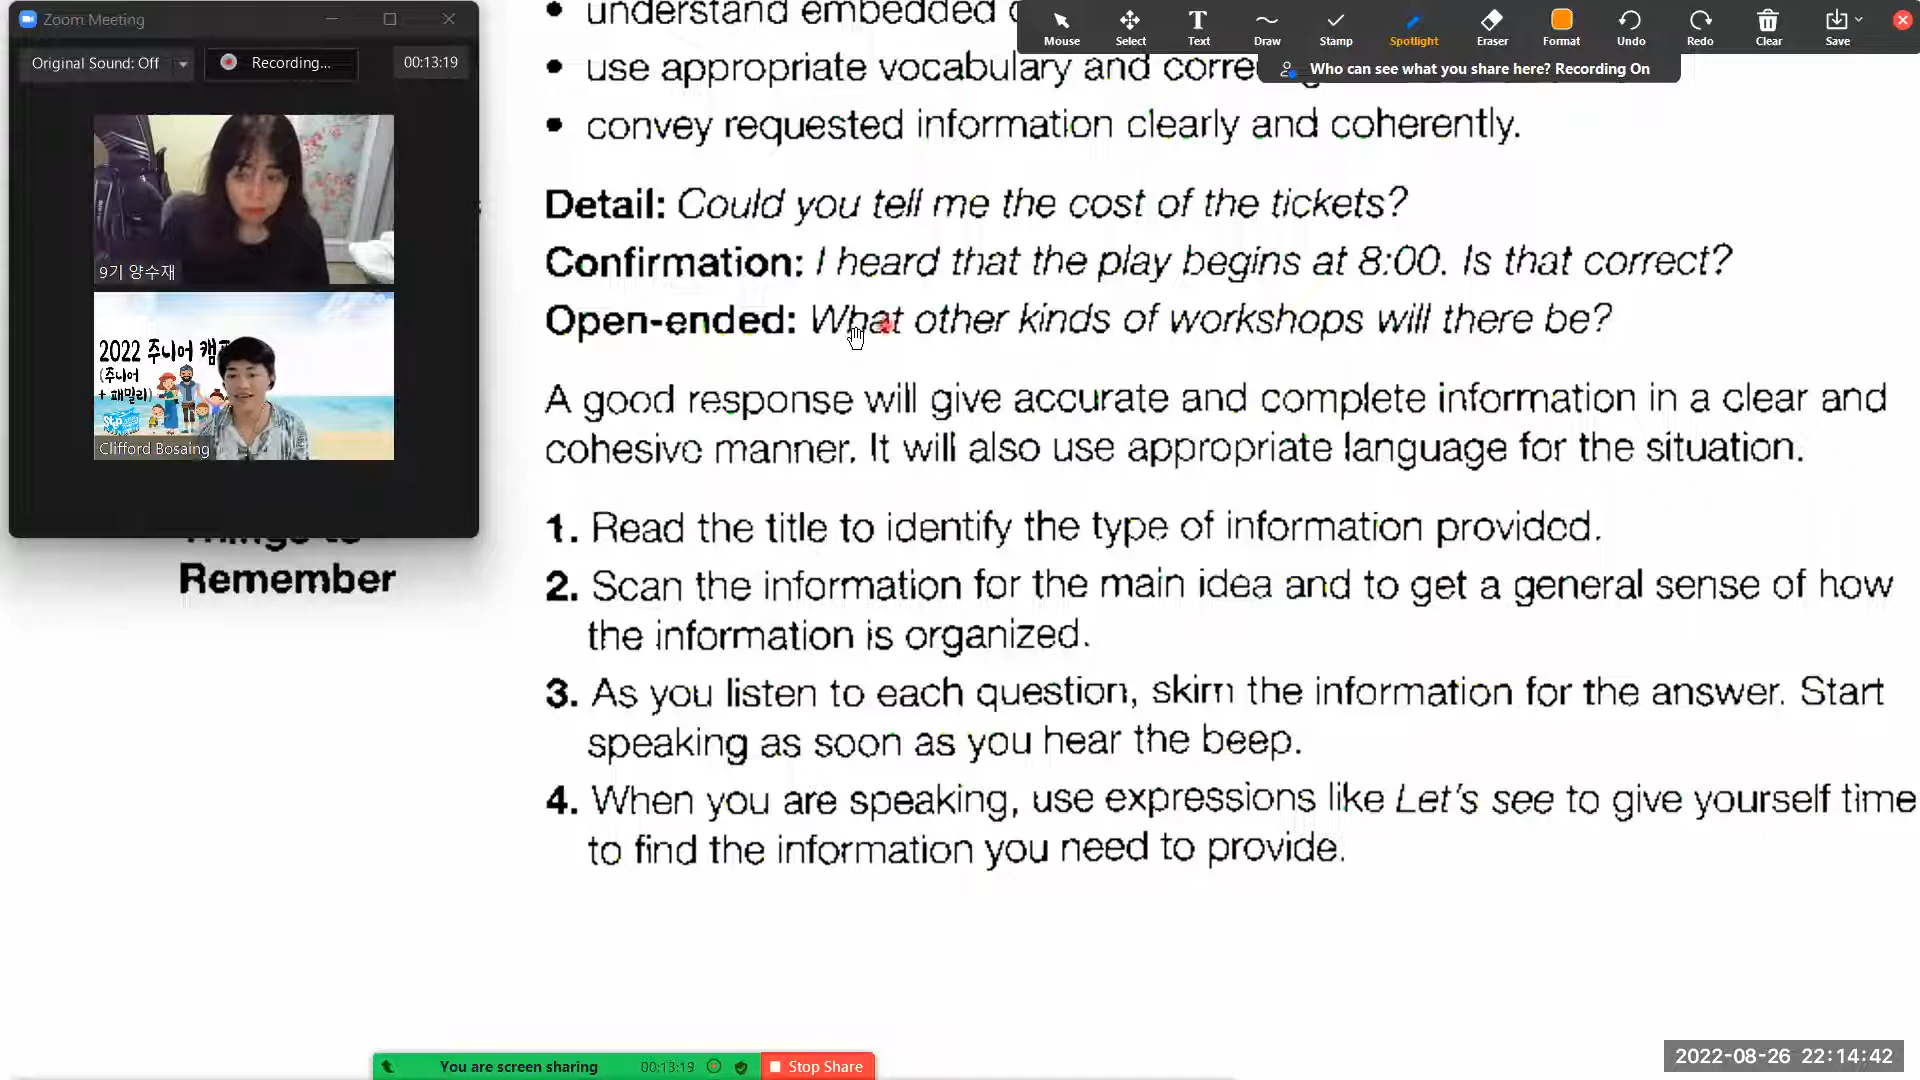 Zoom Meeting
Original Sound: Off
Recording...
00:13:19
9기 양수재
2022 주니어 캠프
(주니어
+ 패밀리)
Clifford Bosaing
Mouse
Select
Text
Draw
Stamp
Spotlight
Eraser
Format
Undo
Redo
Clear
Save
Who can see what you share here? Recording On
• understand embedded
• use appropriate vocabulary and
• convey requested information clearly and coherently.
Detail: Could you tell me the cost of the tickets?
Confirmation: I heard that the play begins at 8:00. Is that correct?
Open-ended: What other kinds of workshops will there be?
A good response will give accurate and complete information in a clear and
cohesive manner. It will also use appropriate language for the situation.
Things to
Remember
1. Read the title to identify the type of information provided.
2. Scan the information for the main idea and to get a general sense of how
the information is organized.
3. As you listen to each question, skim the information for the answer. Start
speaking as soon as you hear the beep.
4. When you are speaking, use expressions like Let's see to give yourself time
to find the information you need to provide.
You are screen sharing
00:13:19
Stop Share
2022-08-26 22:14:42